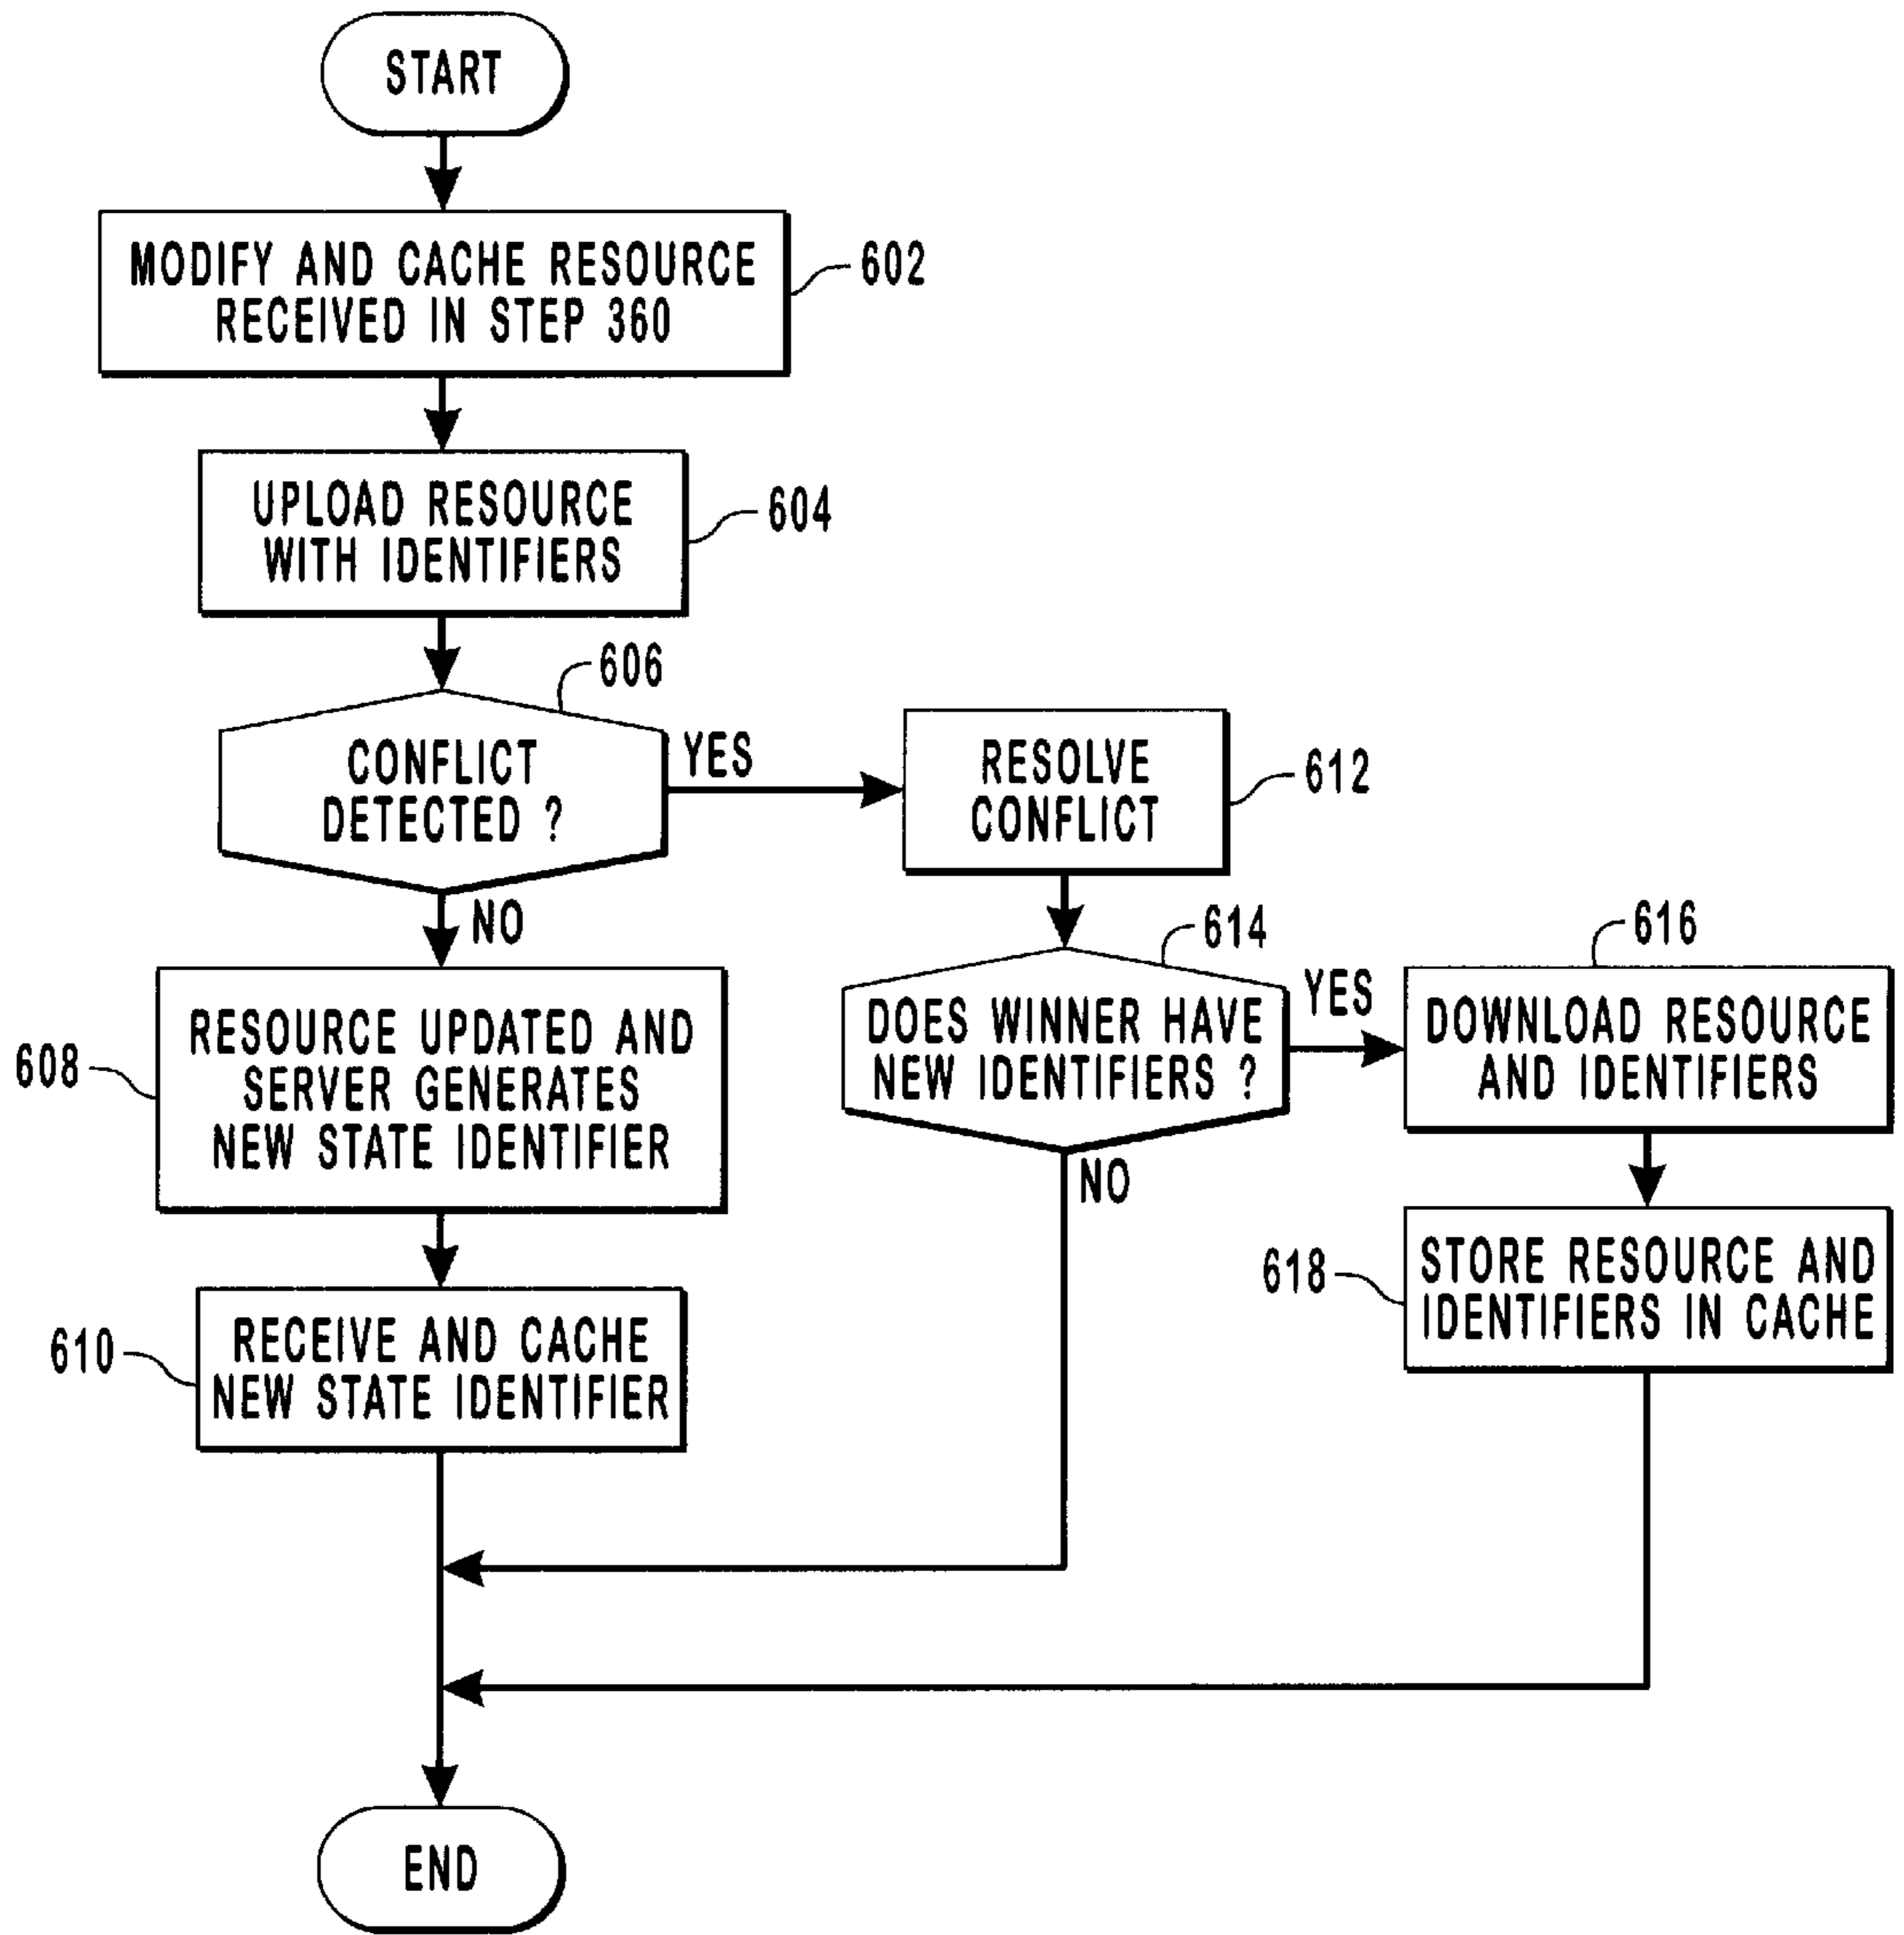 START
MODIFY AND CACHE RESOURCE
RECEIVED IN STEP 360
602
UPLOAD RESOURCE
WITH IDENTIFIERS
604
606
CONFLICT
DETECTED ?
YES
NO
RESOLVE
CONFLICT
612
614
DOES WINNER HAVE
NEW IDENTIFIERS ?
YES
NO
616
DOWNLOAD RESOURCE
AND IDENTIFIERS
608
RESOURCE UPDATED AND
SERVER GENERATES
NEW STATE IDENTIFIER
618
STORE RESOURCE AND
IDENTIFIERS IN CACHE
610
RECEIVE AND CACHE
NEW STATE IDENTIFIER
END